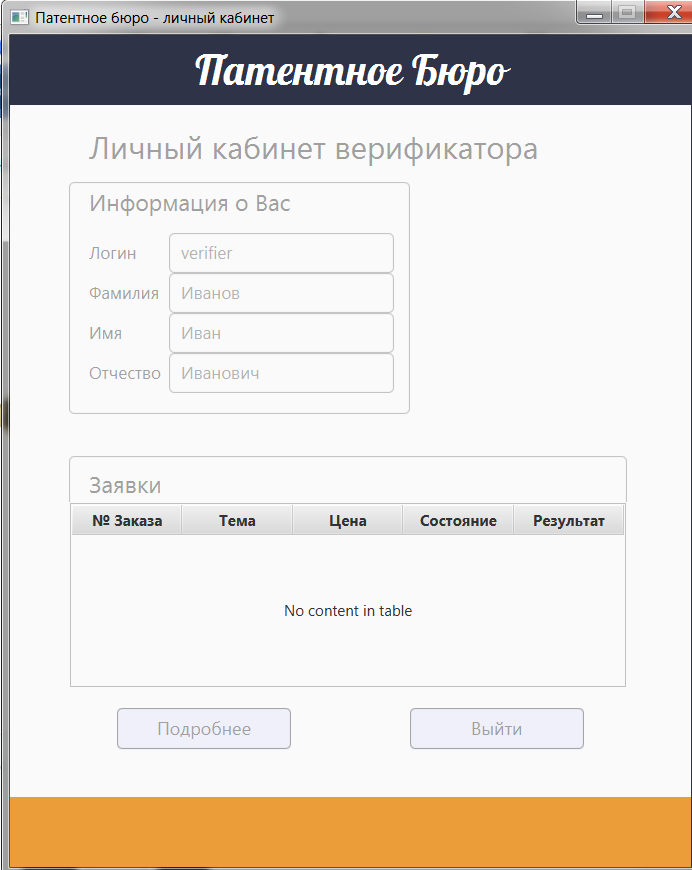 Патентное бюро - личный кабинет
Патентное Бюро
Личный кабинет верификатора
Информация о Вас
Логин verifier
Фамилия Иванов
Имя Иван
Отчество Иванович
Заявки
№ Заказа Тема Цена Состояние Результат
No content in table
Подробнее Выйти